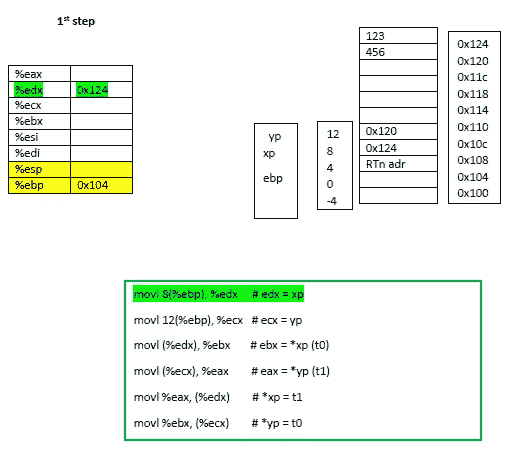 1st step
%eax
%edx 0x124
%ecx
%ebx
%esi
%edi
%esp
%ebp 0x104
yp
xp
ebp
12
8
4
0
-4
123
456
0x120
0x124
RTn adr
0x124
0x120
0x11c
0x118
0x114
0x110
0x10c
0x108
0x104
0x100
movl 8(%ebp), %edx # edx = xp
movl 12(%ebp), %ecx # ecx = yp
movl (%edx), %ebx # ebx = *xp (t0)
movl (%ecx), %eax # eax = *yp (t1)
movl %eax, (%edx) # *xp = t1
movl %ebx, (%ecx) # *yp = t0